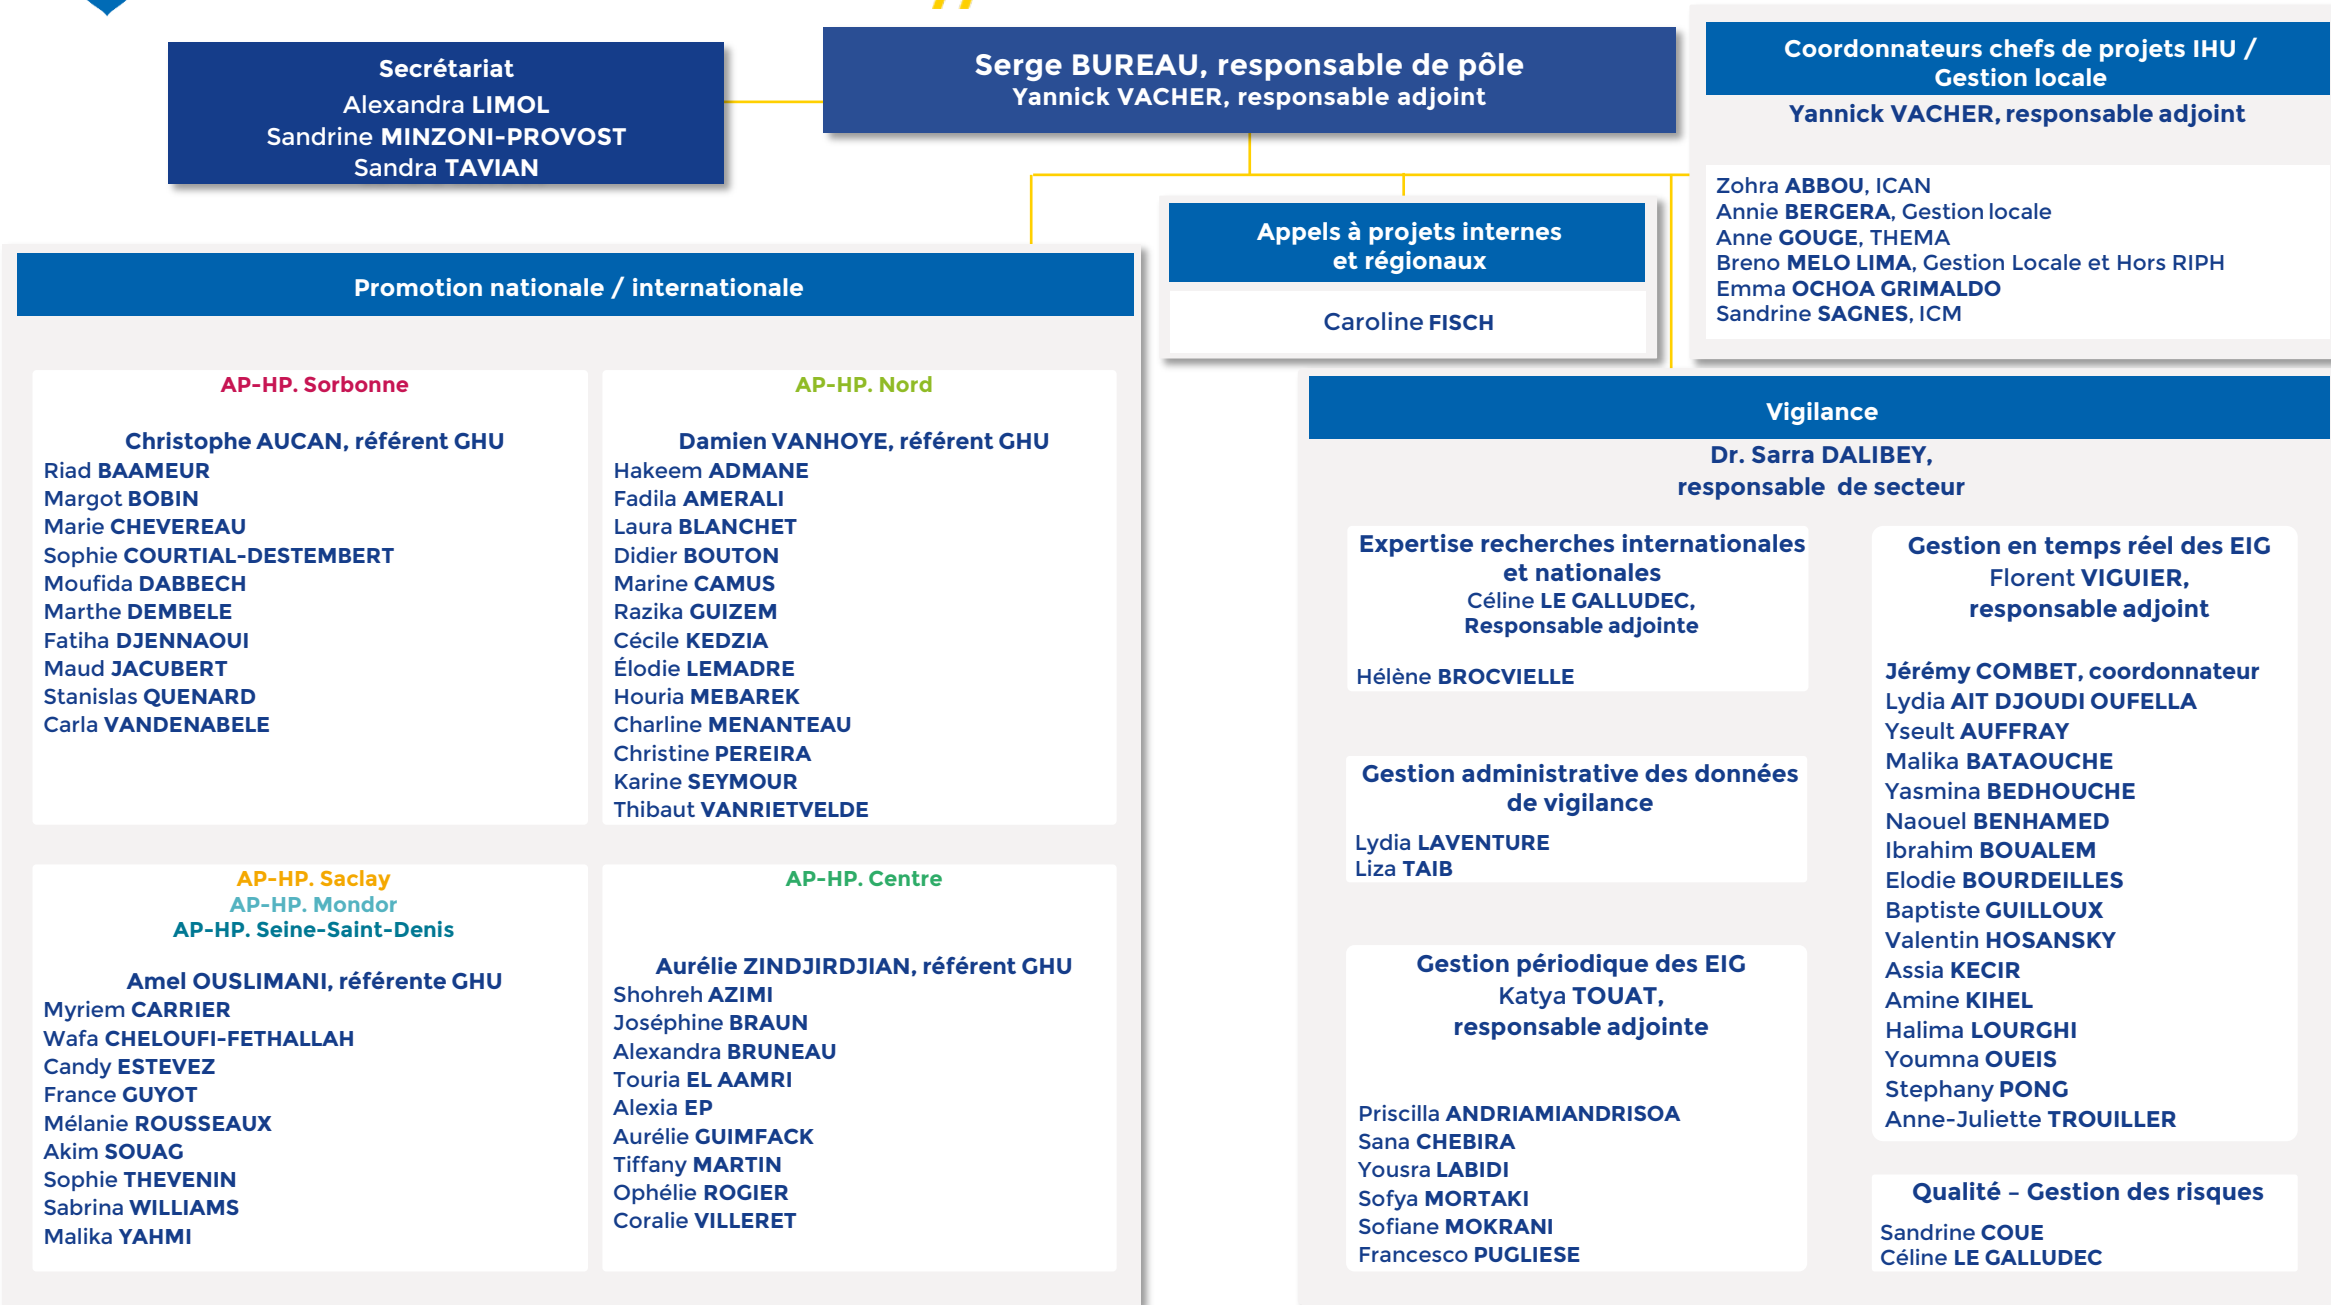 Secrétariat
Alexandra LIMOL
Sandrine MINZONI-PROVOST
Sandra TAVIAN
Serge BUREAU, responsable de pôle
Yannick VACHER, responsable adjoint
Coordonnateurs chefs de projets IHU /
Gestion locale
Yannick VACHER, responsable adjoint
Zohra ABBOU, ICAN
Annie BERGERA, Gestion locale
Anne GOUGE, THEMA
Breno MELO LIMA, Gestion Locale et Hors RIPH
Emma OCHOA GRIMALDO
Sandrine SAGNES, ICM
Appels à projets internes
et régionaux
Caroline FISCH
Promotion nationale / internationale
AP-HP. Sorbonne
Christophe AUCAN, référent GHU
Riad BAAMEUR
Margot BOBIN
Marie CHEVEREAU
Sophie COURTIAL-DESTEMBERT
Moufida DABBECH
Marthe DEMBELE
Fatiha DJENNAOUI
Maud JACUBERT
Stanislas QUENARD
Carla VANDENABELE
AP-HP. Nord
Damien VANHOYE, référent GHU
Hakeem ADMANE
Fadila AMERALI
Laura BLANCHET
Didier BOUTON
Marine CAMUS
Razika GUIZEM
Cécile KEDZIA
Élodie LEMADRE
Houria MEBAREK
Charline MENANTEAU
Christine PEREIRA
Karine SEYMOUR
Thibaut VANRIETVELDE
AP-HP. Saclay
AP-HP. Mondor
AP-HP. Seine-Saint-Denis
Amel OUSLIMANI, référente GHU
Myriem CARRIER
Wafa CHELOUFI-FETHALLAH
Candy ESTEVEZ
France GUYOT
Mélanie ROUSSEAUX
Akim SOUAG
Sophie THEVENIN
Sabrina WILLIAMS
Malika YAHMI
AP-HP. Centre
Aurélie ZINDJIRDJIAN, référent GHU
Shohreh AZIMI
Joséphine BRAUN
Alexandra BRUNEAU
Touria EL AAMRI
Alexia EP
Aurélie GUIMFACK
Tiffany MARTIN
Ophélie ROGIER
Coralie VILLERET
Vigilance
Dr. Sarra DALIBEY,
responsable de secteur
Expertise recherches internationales
et nationales
Céline LE GALLUDEC,
Responsable adjointe
Hélène BROCVIELLE
Gestion administrative des données
de vigilance
Lydia LAVENTURE
Liza TAIB
Gestion périodique des EIG
Katya TOUAT,
responsable adjointe
Priscilla ANDRIAMIANDRISOA
Sana CHEBIRA
Yousra LABIDI
Sofya MORTAKI
Sofiane MOKRANI
Francesco PUGLIESE
Gestion en temps réel des EIG
Florent VIGUIER,
responsable adjoint
Jérémy COMBET, coordonnateur
Lydia AIT DJOUDI OUFELLA
Yseult AUFFRAY
Malika BATAOUCHE
Yasmina BEDHOUCHE
Naouel BENHAMED
Ibrahim BOUALEM
Elodie BOURDEILLES
Baptiste GUILLOUX
Valentin HOSANSKY
Assia KECIR
Amine KIHEL
Halima LOURGHI
Youmna OUEIS
Stephany PONG
Anne-Juliette TROUILLER
Qualité – Gestion des risques
Sandrine COUE
Céline LE GALLUDEC